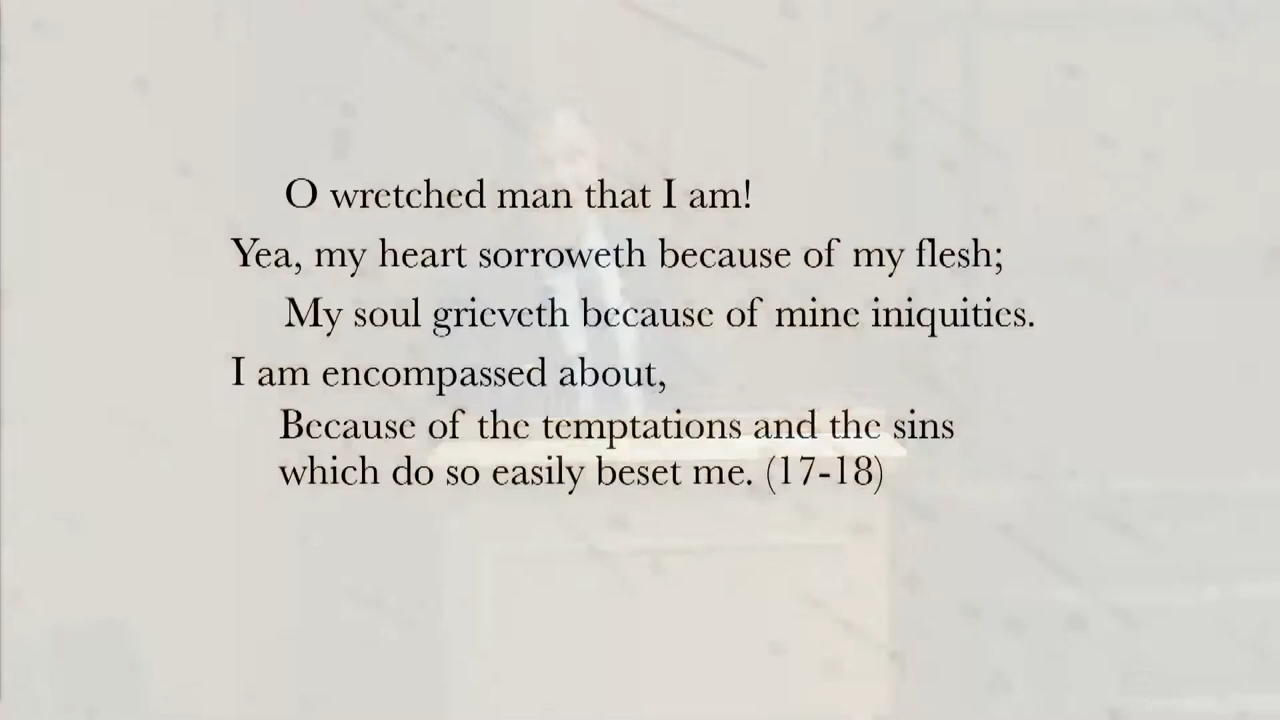 O wretched man that I am!
Yea, my heart sorroweth because of my flesh;
My soul grieveth because of mine iniquities.
I am encompassed about,
Because of the temptations and the sins
which do so easily beset me. (17-18)